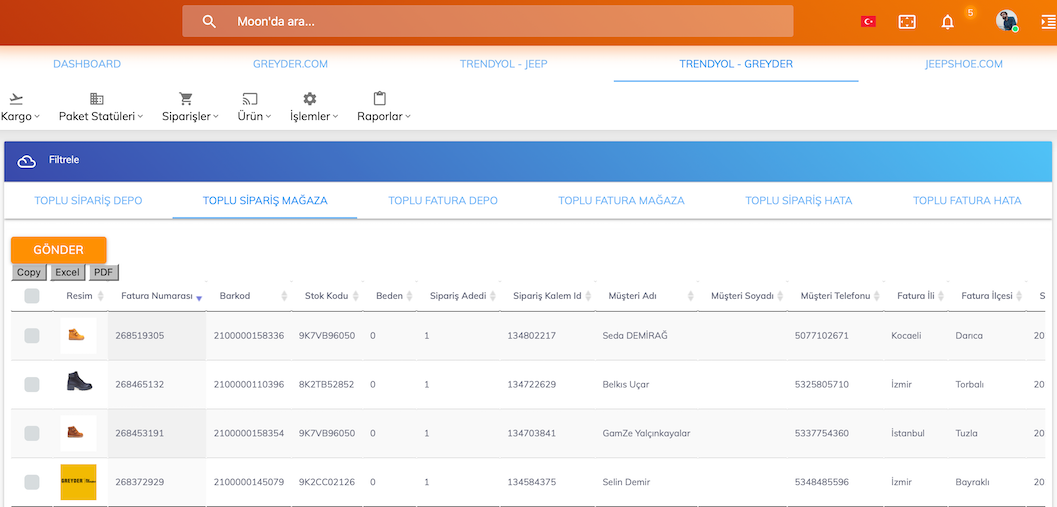 Moon'da ara...
5
DASHBOARD GREYDER.COM TRENDYOL - JEEP TRENDYOL - GREYDER JEEPSHOE.COM
Kargo Paket Statüleri Siparişler Ürün İşlemler Raporlar
Filtrele
TOPLU SİPARİŞ DEPO TOPLU SİPARİŞ MAĞAZA TOPLU FATURA DEPO TOPLU FATURA MAĞAZA TOPLU SİPARİŞ HATA TOPLU FATURA HATA
GÖNDER
Copy Excel PDF
Resim Fatura Numarası Barkod Stok Kodu Beden Sipariş Adedi Sipariş Kalem Id Müşteri Adı Müşteri Soyadı Müşteri Telefonu Fatura İli Fatura İlçesi S
268519305 2100000158336 9K7VB96050 0 1 134802217 Seda DEMİRAĞ 5077102671 Kocaeli Darıca 20
268465132 2100000110396 8K2TB52852 0 1 134722629 Belkıs Uçar 5325805710 İzmir Torbalı 20
268453191 2100000158354 9K7VB96050 0 1 134703841 GamZe Yalçınkayalar 5337754360 İstanbul Tuzla 20
GREYDER 268372929 2100000145079 9K2CC02126 0 1 134584375 Selin Demir 5348485596 İzmir Bayraklı 20